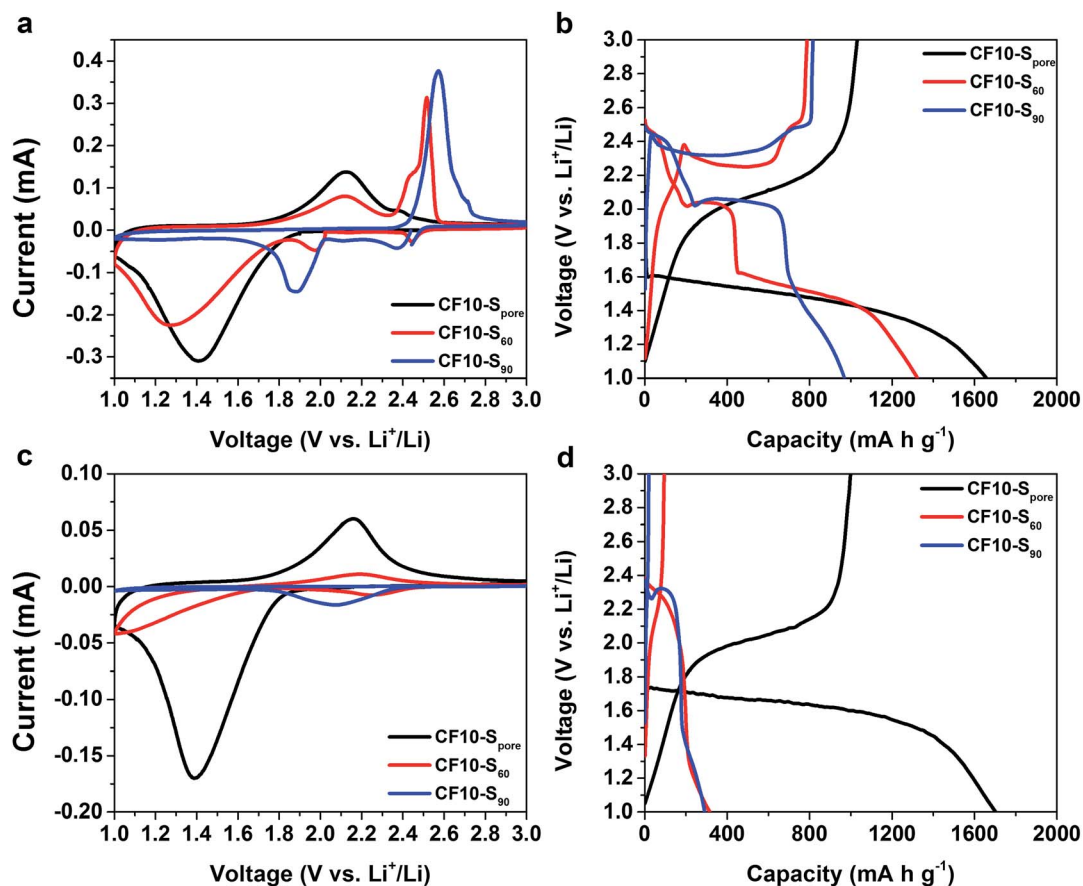 a
Current (mA)
0.4
0.3
0.2
0.1
0.0
-0.1
-0.2
-0.3
1.0 1.2 1.4 1.6 1.8 2.0 2.2 2.4 2.6 2.8 3.0
Voltage (V vs. Li⁺/Li)
CF10-Sₚₒᵣₑ
CF10-S₆₀
CF10-S₉₀
b
Voltage (V vs. Li⁺/Li)
3.0
2.8
2.6
2.4
2.2
2.0
1.8
1.6
1.4
1.2
1.0
0 400 800 1200 1600 2000
Capacity (mA h g⁻¹)
CF10-Sₚₒᵣₑ
CF10-S₆₀
CF10-S₉₀
c
Current (mA)
0.10
0.05
0.00
-0.05
-0.10
-0.15
-0.20
1.0 1.2 1.4 1.6 1.8 2.0 2.2 2.4 2.6 2.8 3.0
Voltage (V vs. Li⁺/Li)
CF10-Sₚₒᵣₑ
CF10-S₆₀
CF10-S₉₀
d
Voltage (V vs. Li⁺/Li)
3.0
2.8
2.6
2.4
2.2
2.0
1.8
1.6
1.4
1.2
1.0
0 400 800 1200 1600 2000
Capacity (mA h g⁻¹)
CF10-Sₚₒᵣₑ
CF10-S₆₀
CF10-S₉₀